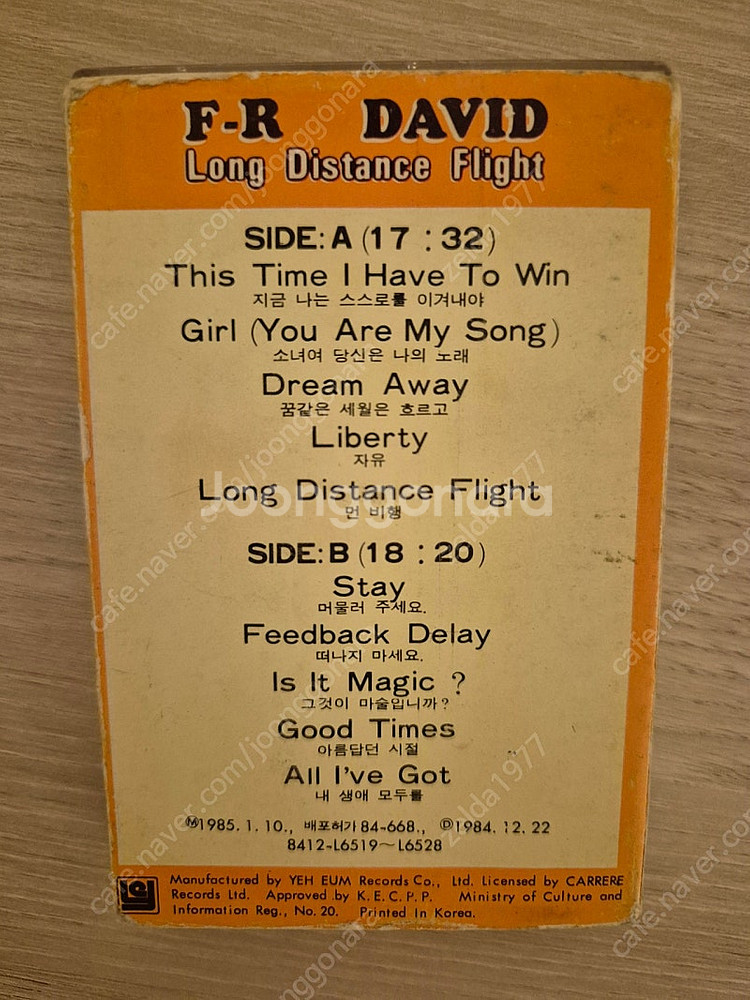 F-R DAVID
Long Distance Flight
SIDE: A (17 : 32)
This Time I Have To Win
지금 나는 스스로를 이겨내야
Girl (You Are My Song)
소녀여 당신은 나의 노래
Dream Away
꿈같은 세월은 흐르고
Liberty
자유
Long Distance Flight
먼 비행
Joonggonara
SIDE: B (18 : 20)
Stay
머물러 주세요.
Feedback Delay
떠나지 마세요.
Is It Magic ?
그것이 마술입니까?
Good Times
아름답던 시절
All I've Got
내 생애 모두를
Ⓜ1985. 1. 10., 배포허가 84-668., Ⓟ1984. 12. 22
8412-L6519~L6528
Manufactured by YEH EUM Records Co., Ltd. Licensed by CARRERE
Records Ltd. Approved by K. E. C. P. P. Ministry of Culture and
Information Reg., No. 20. Printed In Korea.
cafe.naver.com/joonggonara
zelda1977